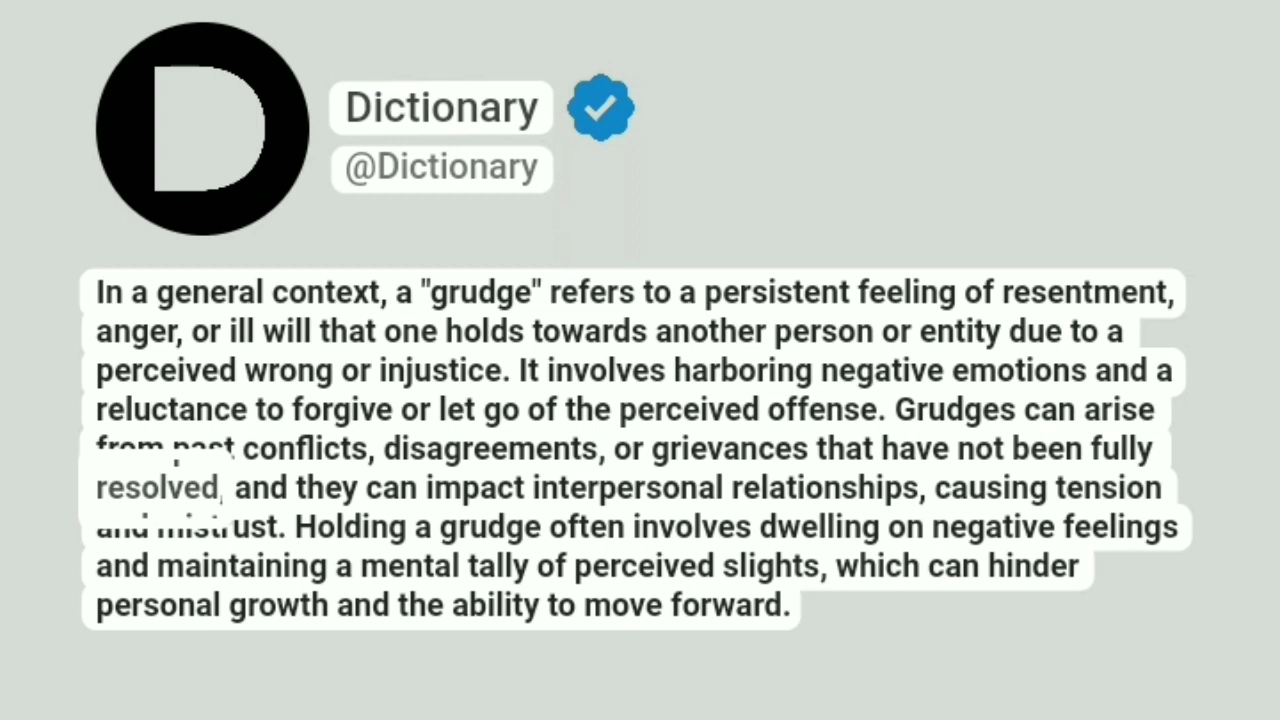 D
Dictionary
@Dictionary
In a general context, a "grudge" refers to a persistent feeling of resentment,
anger, or ill will that one holds towards another person or entity due to a
perceived wrong or injustice. It involves harboring negative emotions and a
reluctance to forgive or let go of the perceived offense. Grudges can arise
from past conflicts, disagreements, or grievances that have not been fully
resolved, and they can impact interpersonal relationships, causing tension
and mistrust. Holding a grudge often involves dwelling on negative feelings
and maintaining a mental tally of perceived slights, which can hinder
personal growth and the ability to move forward.